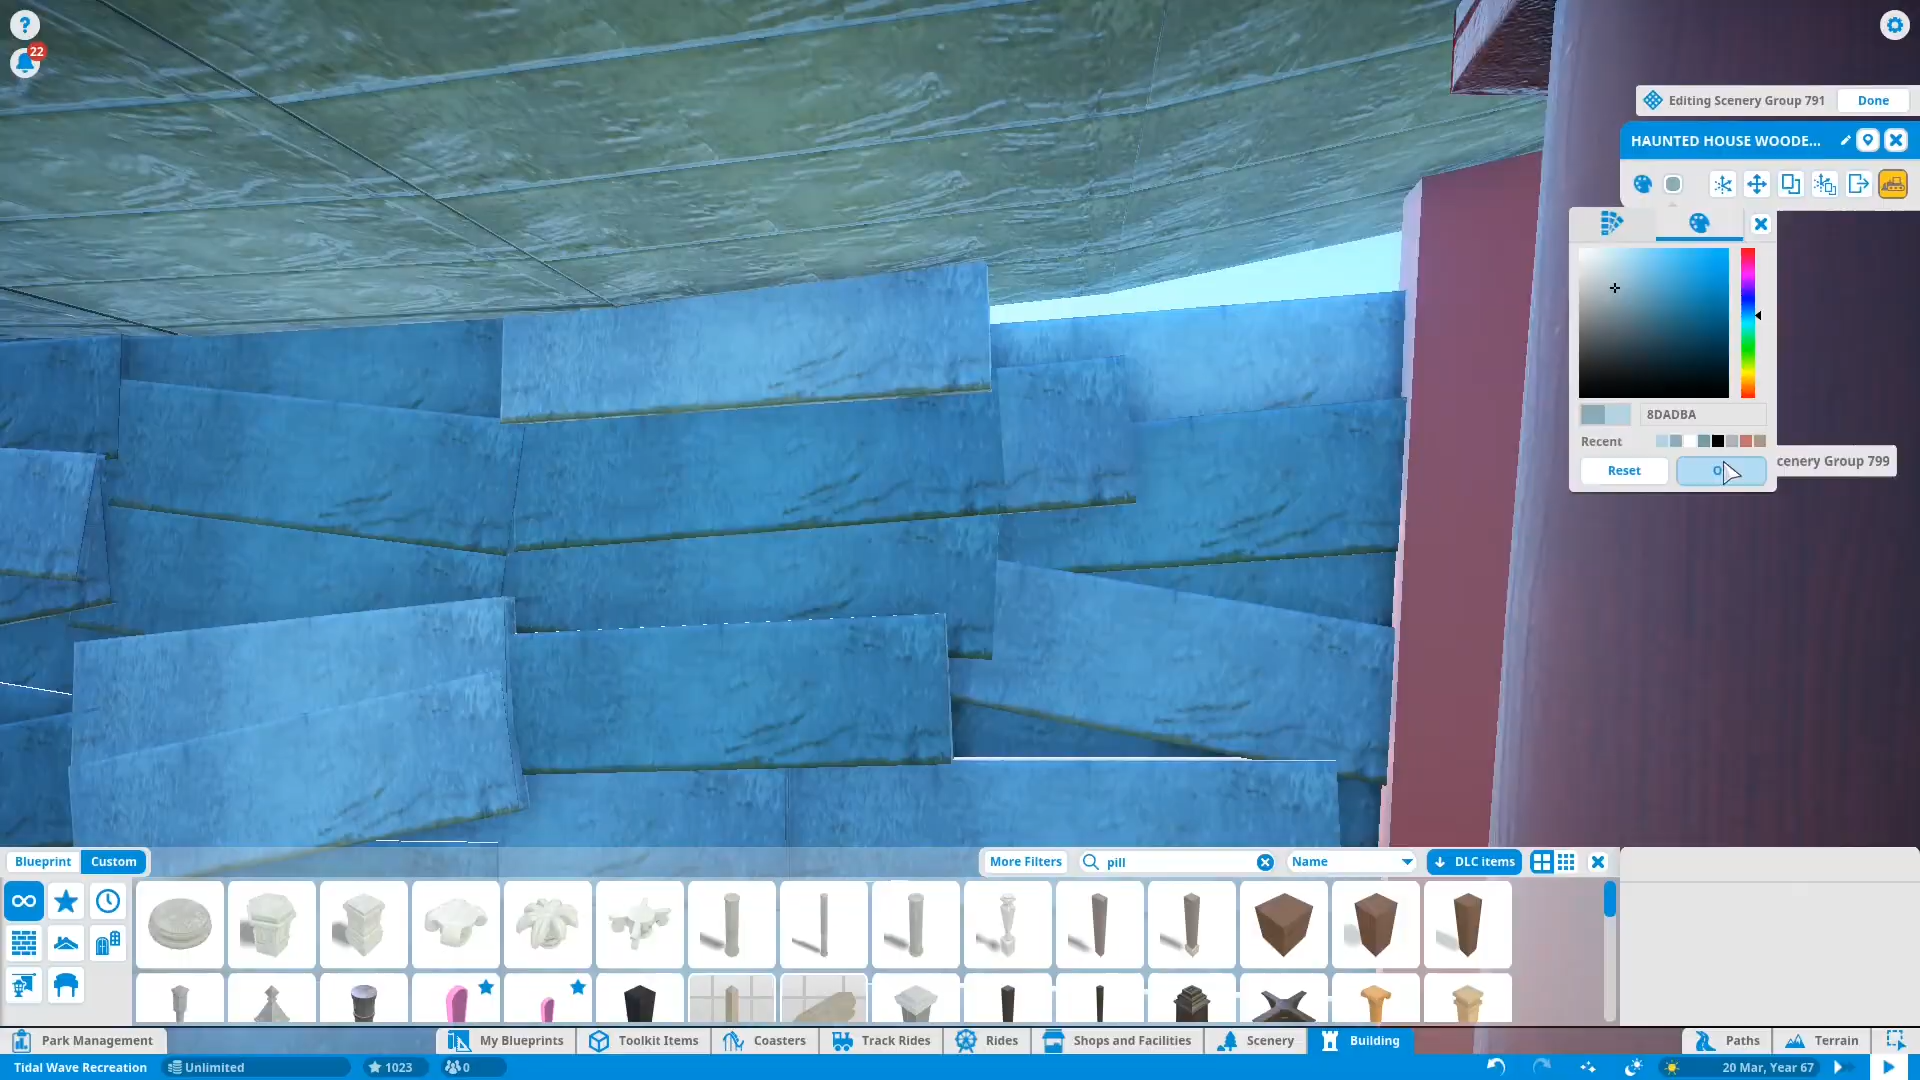 ?
22
Editing Scenery Group 791
Done
HAUNTED HOUSE WOODE...
8DADBA
Recent
Reset
cenery Group 799
Blueprint
Custom
More Filters
pill
Name
DLC items
Park Management
My Blueprints
Toolkit Items
Coasters
Track Rides
Rides
Shops and Facilities
Scenery
Building
Paths
Terrain
Tidal Wave Recreation
Unlimited
1023
0
20 Mar, Year 67